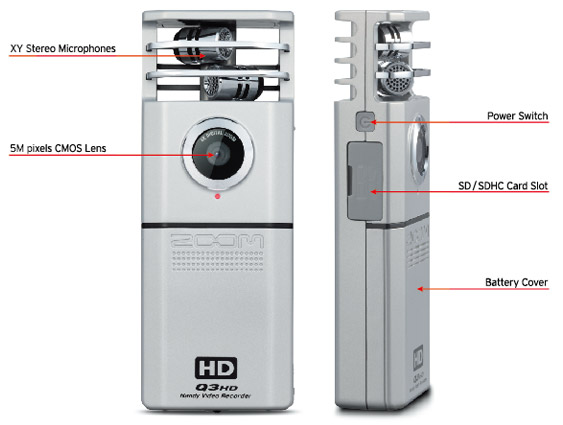 XY Stereo Microphones
5M pixels CMOS Lens
ZOOM
HD
Q3HD
Handy Video Recorder
Power Switch
SD/SDHC Card Slot
Battery Cover
HD